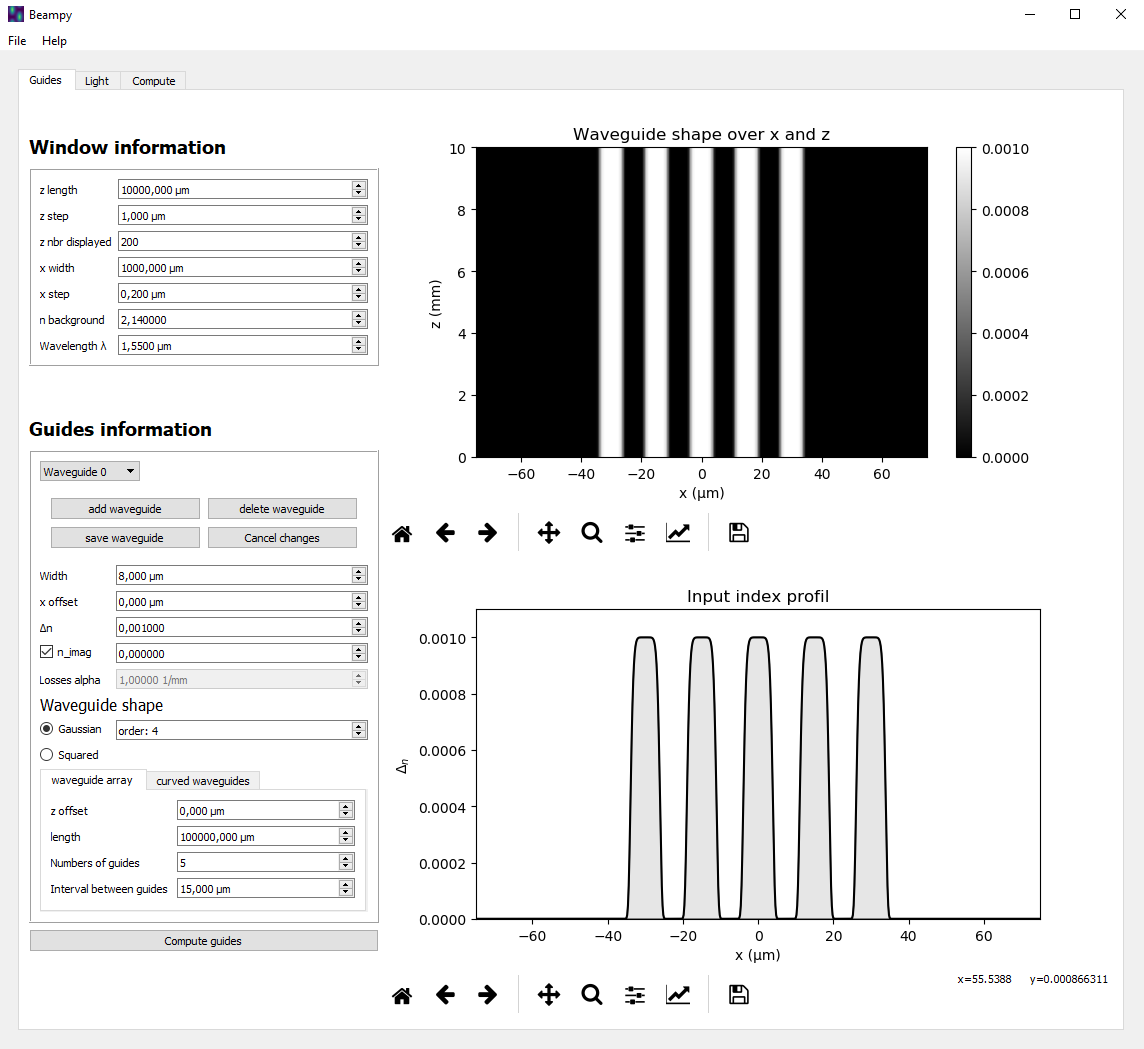 Beampy
File Help
Guides Light Compute
Window information
z length 10000,000 µm
z step 1,000 µm
z nbr displayed 200
x width 1000,000 µm
x step 0,200 µm
n background 2,140000
Wavelength λ 1,5500 µm
Guides information
Waveguide 0
add waveguide delete waveguide
save waveguide Cancel changes
Width 8,000 µm
x offset 0,000 µm
Δn 0,001000
n_imag 0,000000
Losses alpha 1,00000 1/mm
Waveguide shape
Gaussian order: 4
Squared
waveguide array curved waveguides
z offset 0,000 µm
length 100000,000 µm
Numbers of guides 5
Interval between guides 15,000 µm
Compute guides
Waveguide shape over x and z
10
8
6
4
2
0
z (mm)
−60 −40 −20 0 20 40 60
x (µm)
0.0010
0.0008
0.0006
0.0004
0.0002
0.0000
Input index profil
0.0010
0.0008
0.0006
0.0004
0.0002
0.0000
Δn
−60 −40 −20 0 20 40 60
x (µm)
x=55.5388 y=0.000866311